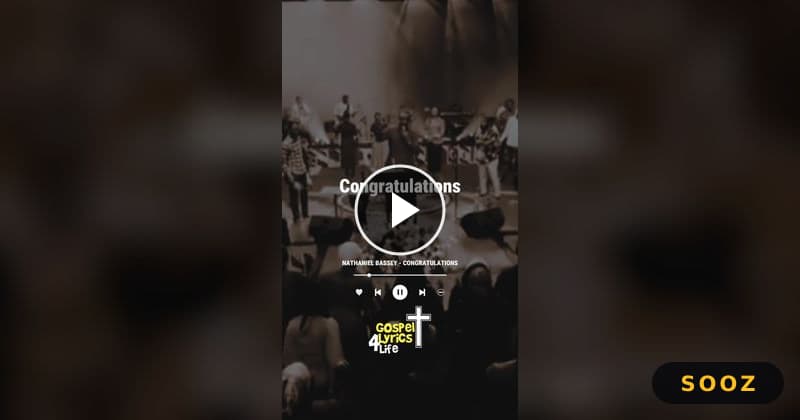 Congratulations
NATHANIEL BASSEY - CONGRATULATIONS
GOSPEL
4 Lyrics
Life
SOOZ